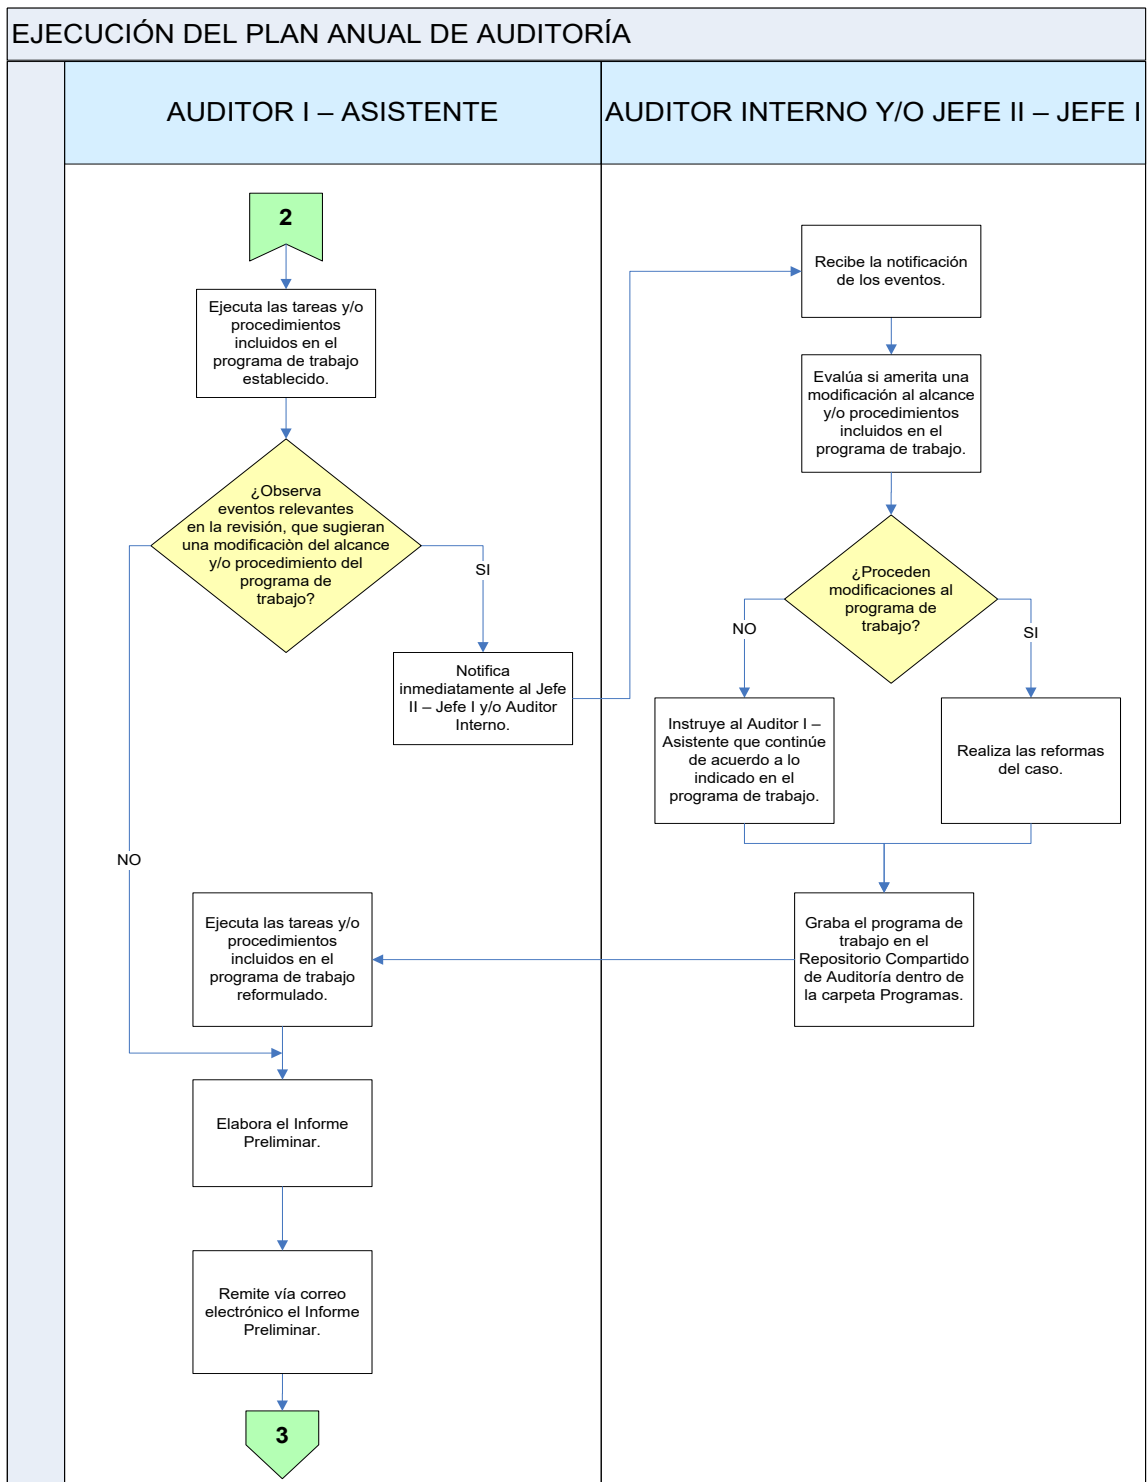 EJECUCIÓN DEL PLAN ANUAL DE AUDITORÍA
AUDITOR I – ASISTENTE
AUDITOR INTERNO Y/O JEFE II – JEFE I
2
Ejecuta las tareas y/o
procedimientos
incluidos en el
programa de trabajo
establecido.
¿Observa
eventos relevantes
en la revisión, que sugieran
una modificaciòn del alcance
y/o procedimiento del
programa de
trabajo?
SI
NO
Notifica
inmediatamente al Jefe
II – Jefe I y/o Auditor
Interno.
Recibe la notificación
de los eventos.
Evalúa si amerita una
modificación al alcance
y/o procedimientos
incluidos en el
programa de trabajo.
¿Proceden
modificaciones al
programa de
trabajo?
NO
SI
Instruye al Auditor I –
Asistente que continúe
de acuerdo a lo
indicado en el
programa de trabajo.
Realiza las reformas
del caso.
Graba el programa de
trabajo en el
Repositorio Compartido
de Auditoría dentro de
la carpeta Programas.
Ejecuta las tareas y/o
procedimientos
incluidos en el
programa de trabajo
reformulado.
Elabora el Informe
Preliminar.
Remite vía correo
electrónico el Informe
Preliminar.
3